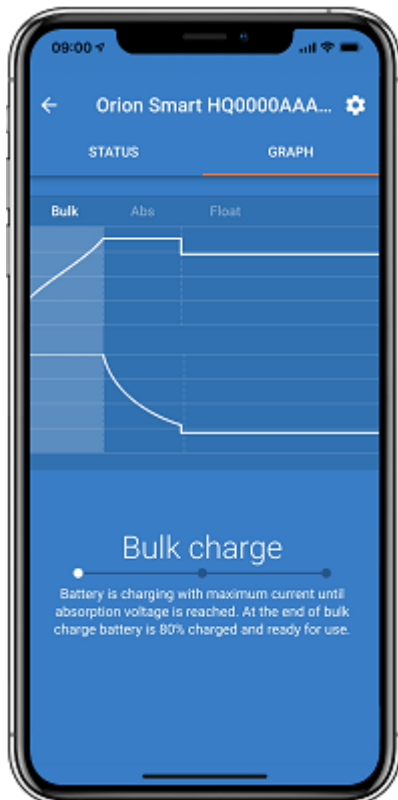 09:00
Orion Smart HQ0000AAA...
STATUS GRAPH
Bulk Abs Float
Bulk charge
Battery is charging with maximum current until
absorption voltage is reached. At the end of bulk
charge battery is 80% charged and ready for use.